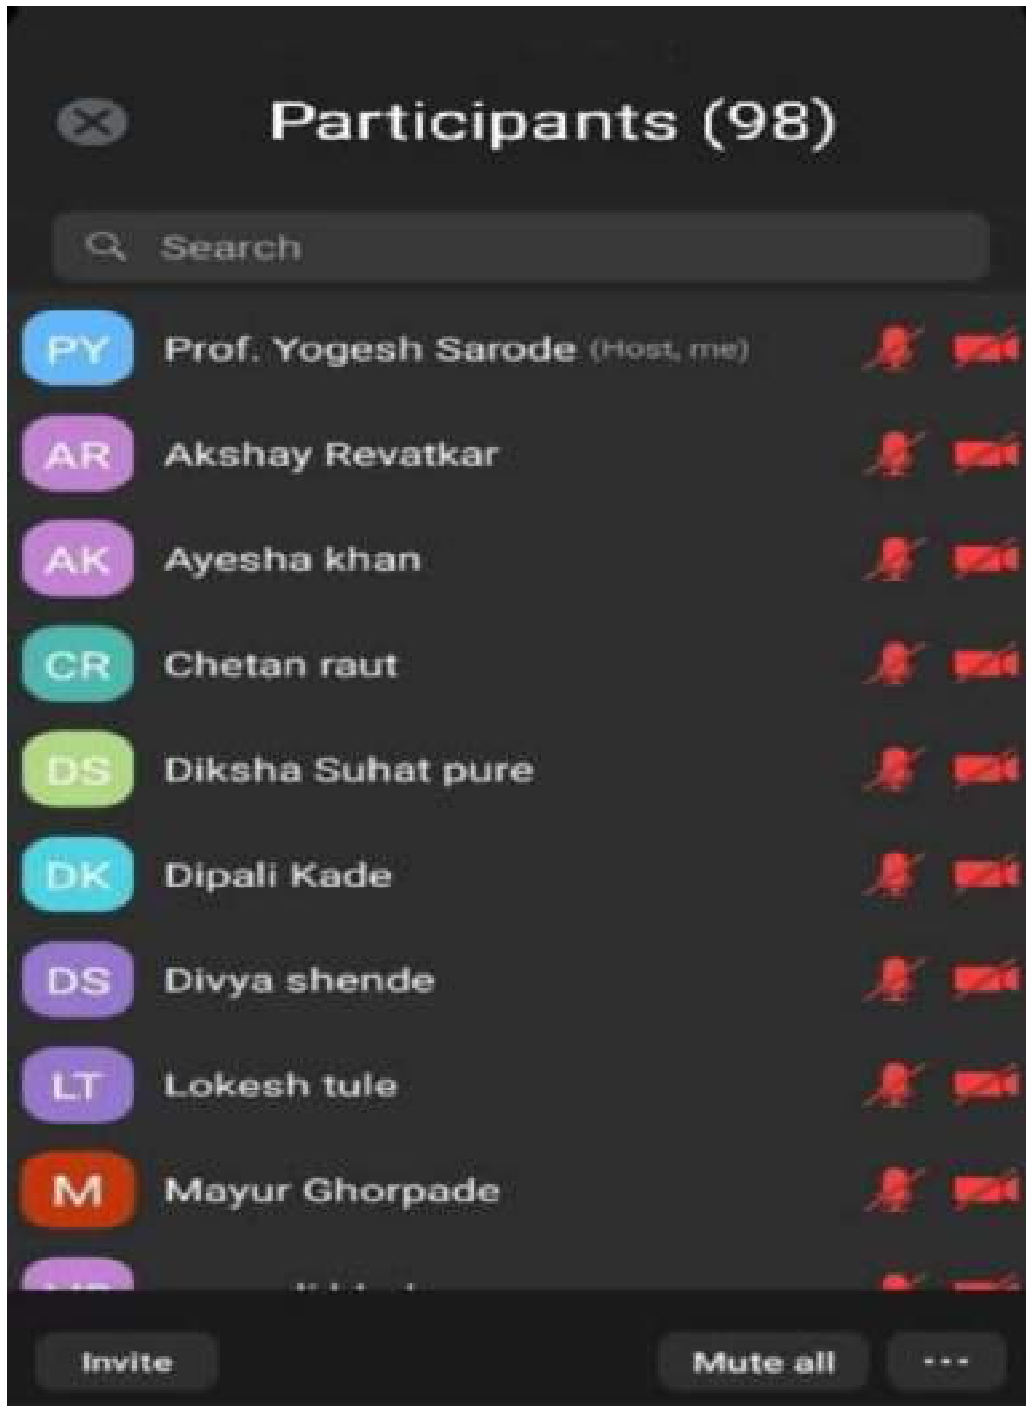 Participants (98)
Search
PY Prof. Yogesh Sarode (Host, me)
AR Akshay Revatkar
AK Ayesha khan
CR Chetan raut
DS Diksha Suhat pure
DK Dipali Kade
DS Divya shende
LT Lokesh tule
M Mayur Ghorpade
Invite Mute all ...